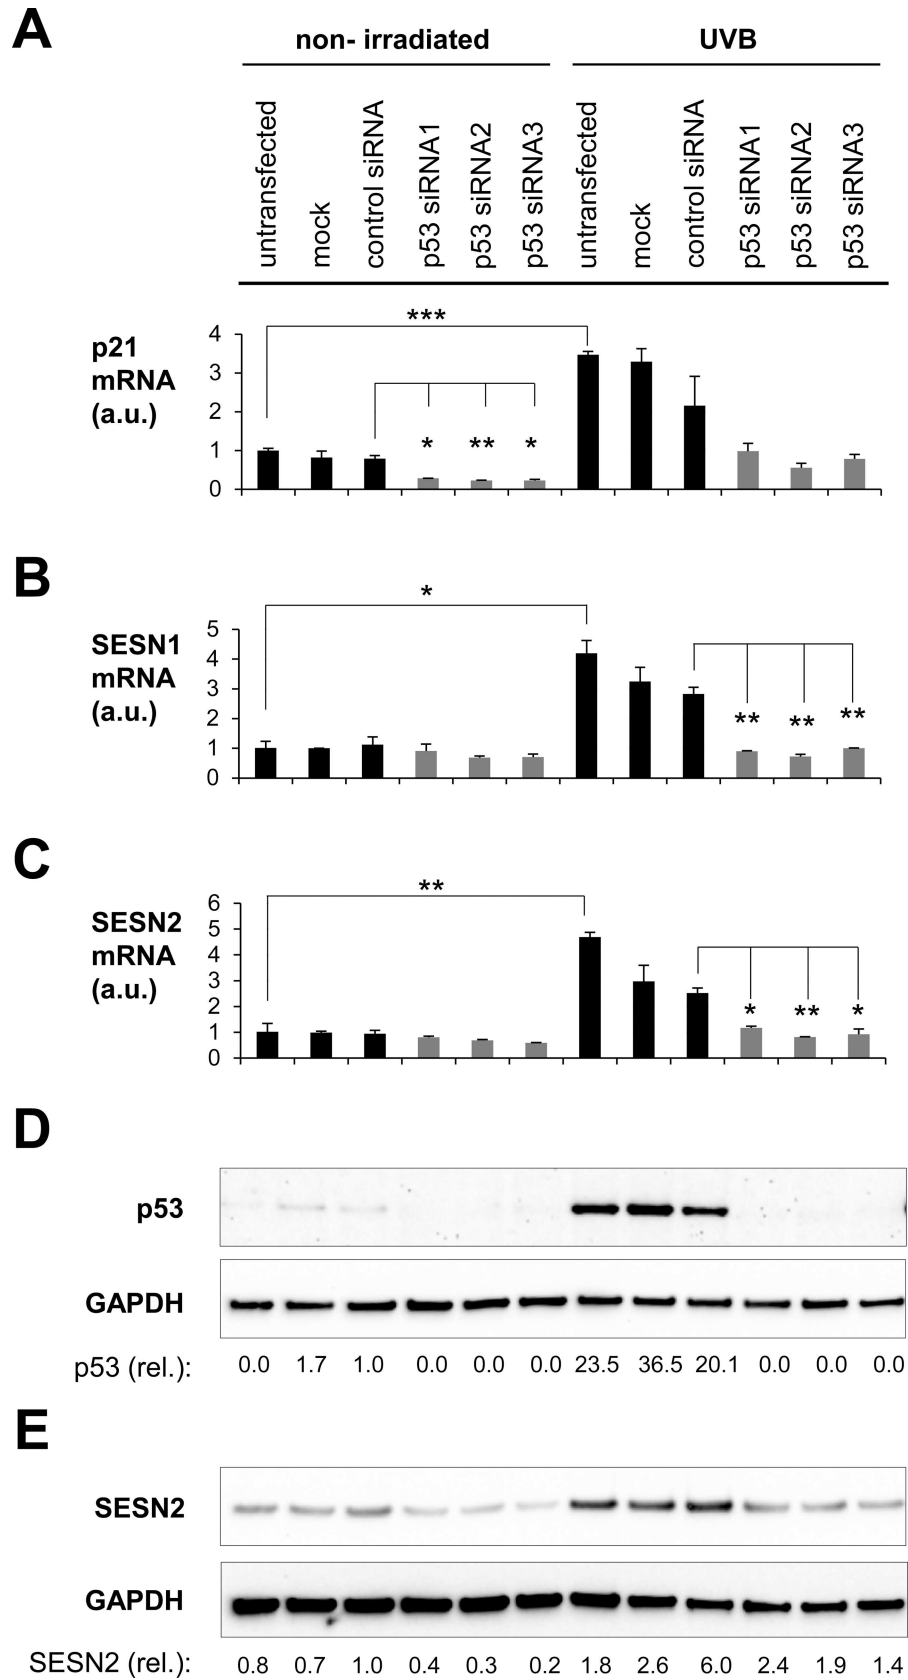 A
non- irradiated UVB
untransfected mock control siRNA p53 siRNA1 p53 siRNA2 p53 siRNA3 untransfected mock control siRNA p53 siRNA1 p53 siRNA2 p53 siRNA3
p21
mRNA
(a.u.)
4
3
2
1
0
***
* ** *
B
SESN1
mRNA
(a.u.)
5
4
3
2
1
0
*
** ** **
C
SESN2
mRNA
(a.u.)
6
5
4
3
2
1
0
**
* ** *
D
p53
GAPDH
p53 (rel.): 0.0 1.7 1.0 0.0 0.0 0.0 23.5 36.5 20.1 0.0 0.0 0.0
E
SESN2
GAPDH
SESN2 (rel.): 0.8 0.7 1.0 0.4 0.3 0.2 1.8 2.6 6.0 2.4 1.9 1.4